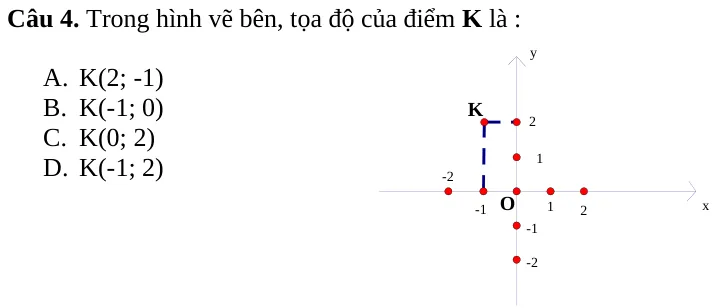 Câu 4. Trong hình vẽ bên, tọa độ của điểm K là :
A. K(2; -1)
B. K(-1; 0)
C. K(0; 2)
D. K(-1; 2)
y
K
2
1
-2
-1
O
1
2
x
-1
-2